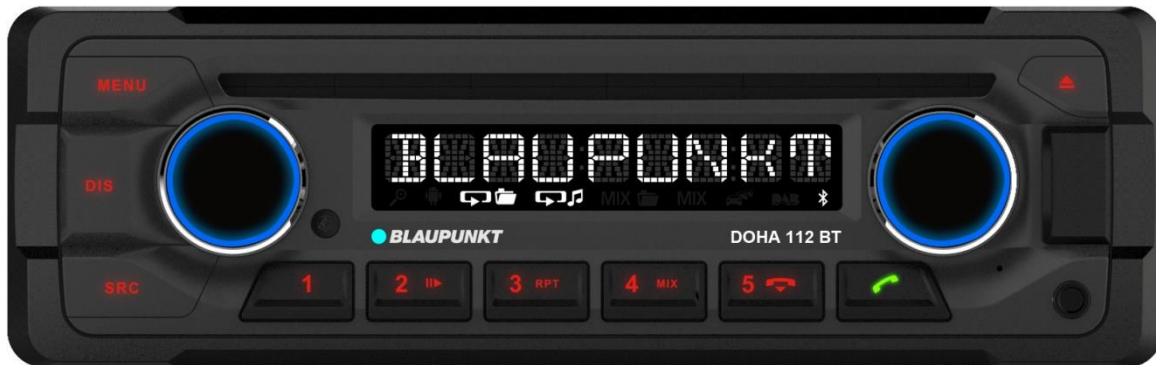 MENU
BLAUPUNKT
DIS
MIX MIX DAB
BLAUPUNKT DOHA 112 BT
SRC
1 2 3 RPT 4 MIX 5